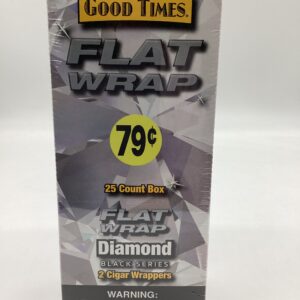 GOOD TIMES®
FLAT
WRAP
79¢
25 Count Box
FLAT
WRAP
Diamond
BLACK SERIES
2 Cigar Wrappers
WARNING: